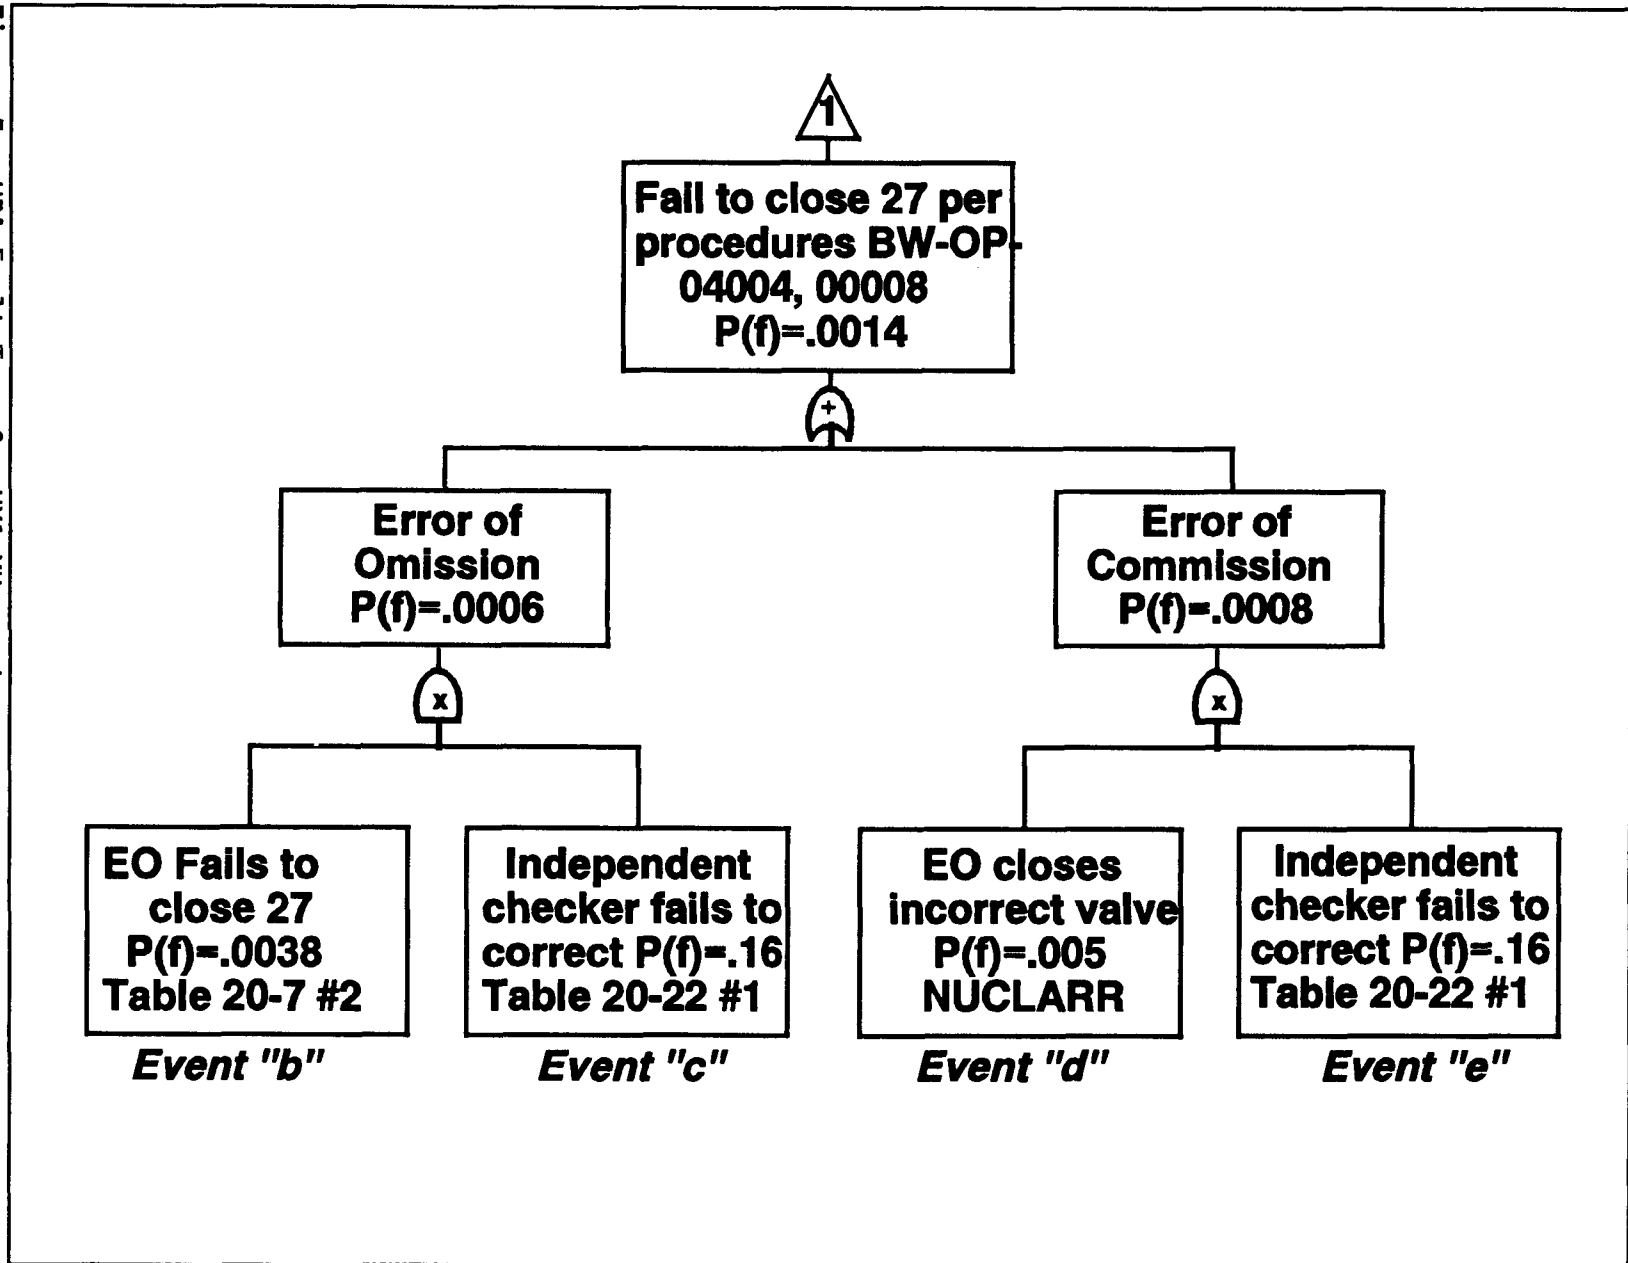 1
Fail to close 27 per
procedures BW-OP-
04004, 00008
P(f)=.0014
+
Error of
Omission
P(f)=.0006
Error of
Commission
P(f)=.0008
x
x
EO Fails to
close 27
P(f)=.0038
Table 20-7 #2
Independent
checker fails to
correct P(f)=.16
Table 20-22 #1
EO closes
incorrect valve
P(f)=.005
NUCLARR
Independent
checker fails to
correct P(f)=.16
Table 20-22 #1
Event "b"
Event "c"
Event "d"
Event "e"